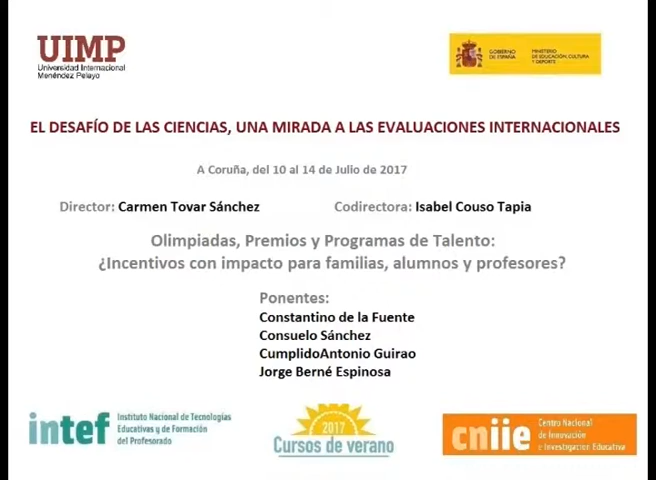 UIMP
Universidad Internacional
Menéndez Pelayo
GOBIERNO
DE ESPAÑA
MINISTERIO
DE EDUCACIÓN, CULTURA
Y DEPORTE
EL DESAFÍO DE LAS CIENCIAS, UNA MIRADA A LAS EVALUACIONES INTERNACIONALES
A Coruña, del 10 al 14 de Julio de 2017
Director: Carmen Tovar Sánchez
Codirectora: Isabel Couso Tapia
Olimpiadas, Premios y Programas de Talento:
¿Incentivos con impacto para familias, alumnos y profesores?
Ponentes:
Constantino de la Fuente
Consuelo Sánchez
CumplidoAntonio Guirao
Jorge Berné Espinosa
intef
Instituto Nacional de Tecnologías
Educativas y de Formación
del Profesorado
2017
Cursos de verano
cniie
Centro Nacional
de Innovación
e Investigación Educativa